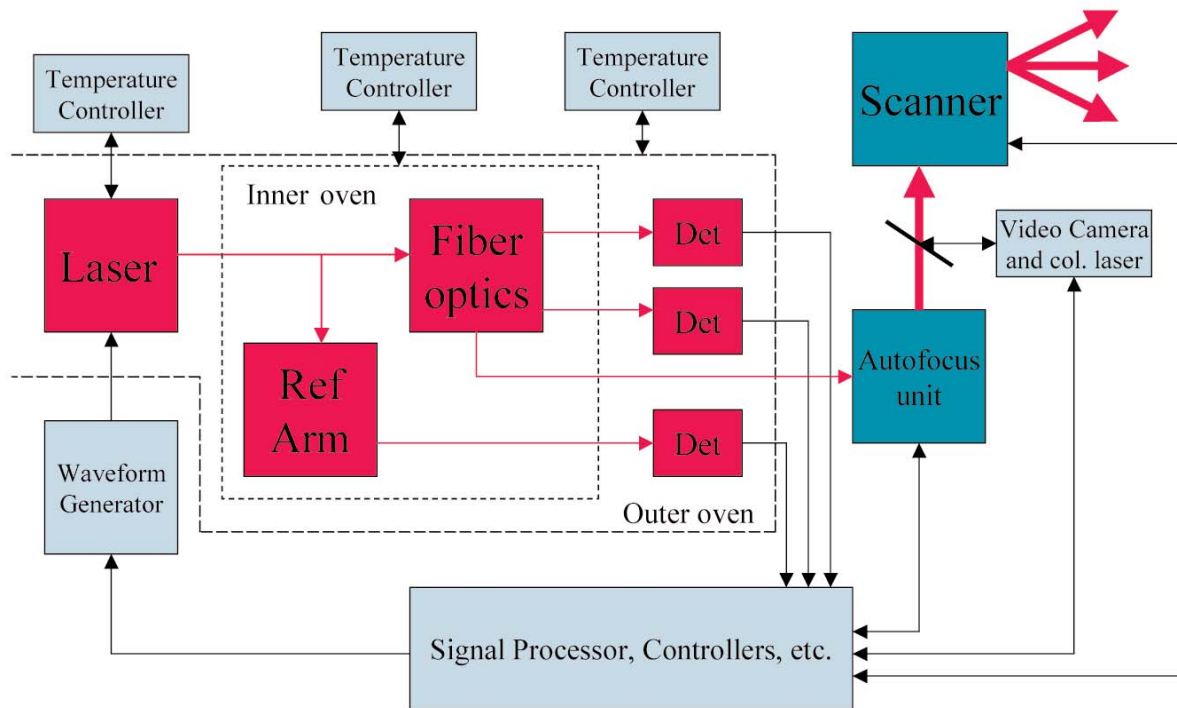 Temperature
Controller
Temperature
Controller
Temperature
Controller
Scanner
Inner oven
Laser
Fiber
optics
Det
Video Camera
and col. laser
Det
Ref
Arm
Autofocus
unit
Det
Waveform
Generator
Outer oven
Signal Processor, Controllers, etc.